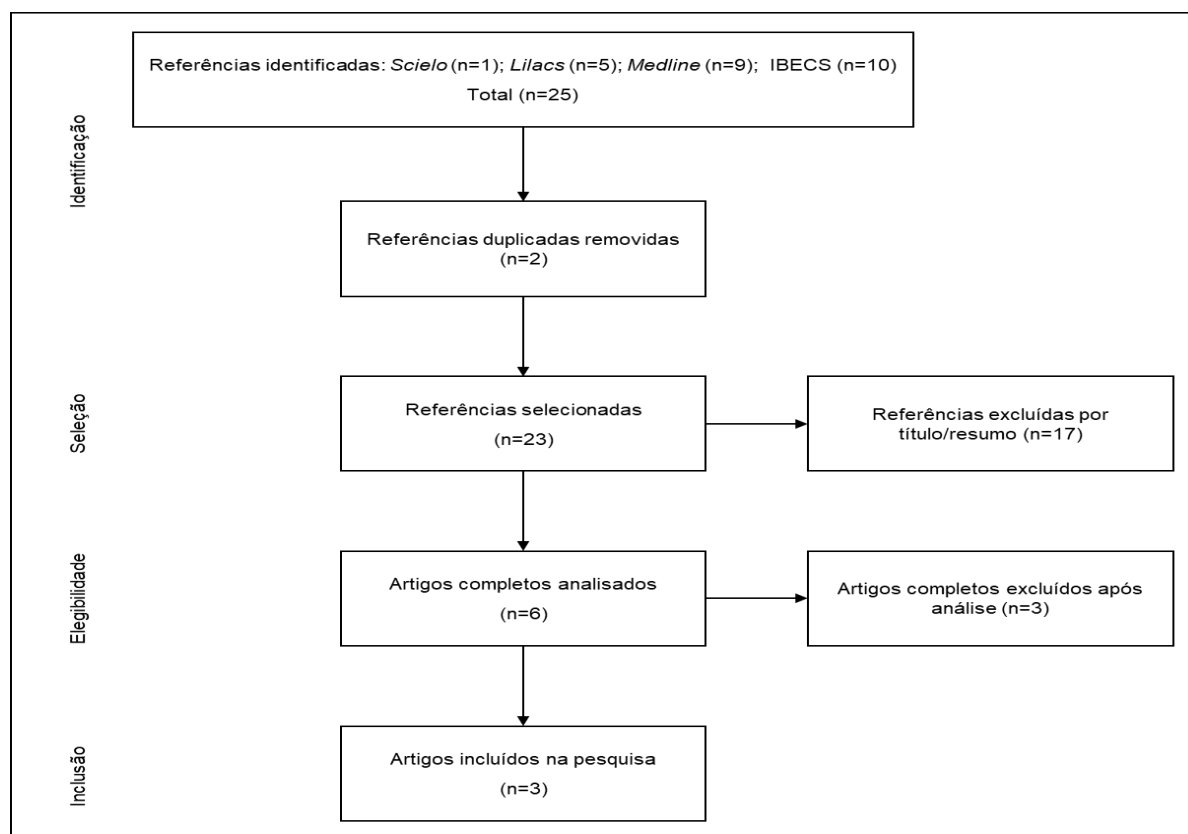 Identificação
Referências identificadas: Scielo (n=1); Lilacs (n=5); Medline (n=9); IBECS (n=10)
Total (n=25)
Referências duplicadas removidas
(n=2)
Seleção
Referências selecionadas
(n=23)
Referências excluídas por
título/resumo (n=17)
Elegibilidade
Artigos completos analisados
(n=6)
Artigos completos excluídos após
análise (n=3)
Inclusão
Artigos incluídos na pesquisa
(n=3)